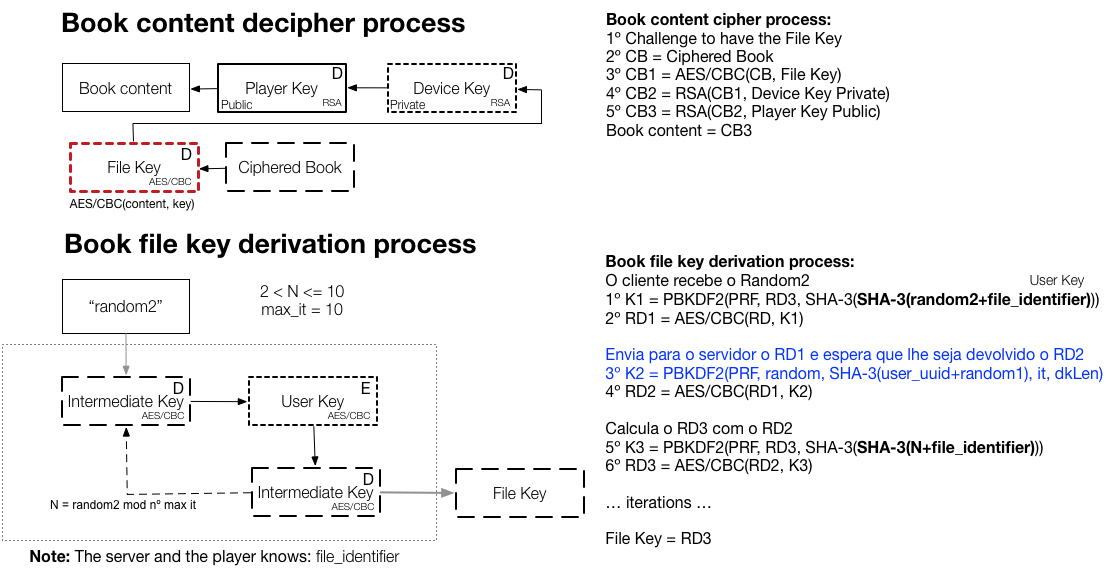 Book content decipher process
Book content
D
Player Key
Public
RSA
D
Device Key
Private
RSA
D
File Key
AES/CBC
Ciphered Book
AES/CBC(content, key)
Book content cipher process:
1º Challenge to have the File Key
2º CB = Ciphered Book
3º CB1 = AES/CBC(CB, File Key)
4º CB2 = RSA(CB1, Device Key Private)
5º CB3 = RSA(CB2, Player Key Public)
Book content = CB3
Book file key derivation process
“random2”
2 < N <= 10
max_it = 10
D
Intermediate Key
AES/CBC
E
User Key
AES/CBC
D
Intermediate Key
AES/CBC
File Key
N = random2 mod nº max it
Note: The server and the player knows: file_identifier
Book file key derivation process:
O cliente recebe o Random2
User Key
1º K1 = PBKDF2(PRF, RD3, SHA-3(SHA-3(random2+file_identifier)))
2º RD1 = AES/CBC(RD, K1)
Envia para o servidor o RD1 e espera que lhe seja devolvido o RD2
3º K2 = PBKDF2(PRF, random, SHA-3(user_uuid+random1), it, dkLen)
4º RD2 = AES/CBC(RD1, K2)
Calcula o RD3 com o RD2
5º K3 = PBKDF2(PRF, RD3, SHA-3(SHA-3(N+file_identifier)))
6º RD3 = AES/CBC(RD2, K3)
… iterations …
File Key = RD3